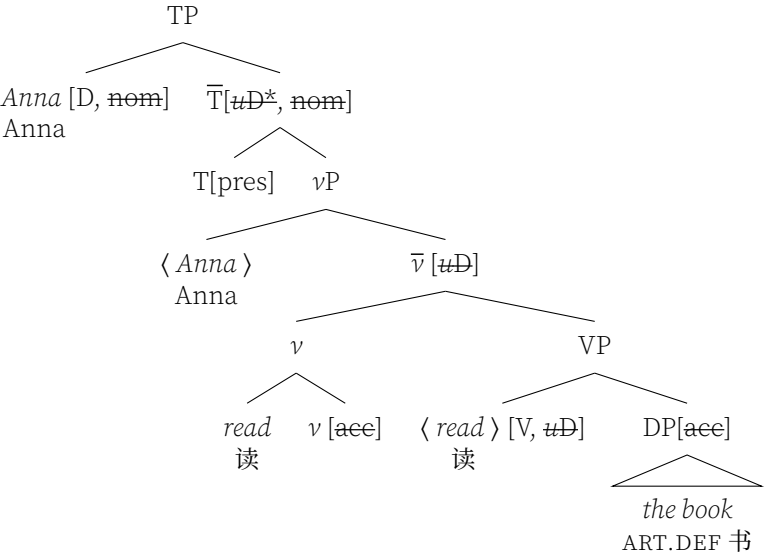 TP
Anna [D, nom] T̅[uD*, nom]
Anna
T[pres] vP
⟨ Anna ⟩ v̅ [uD]
Anna
v VP
read v [acc] ⟨ read ⟩ [V, uD] DP[acc]
读 读
the book
ART.DEF 书